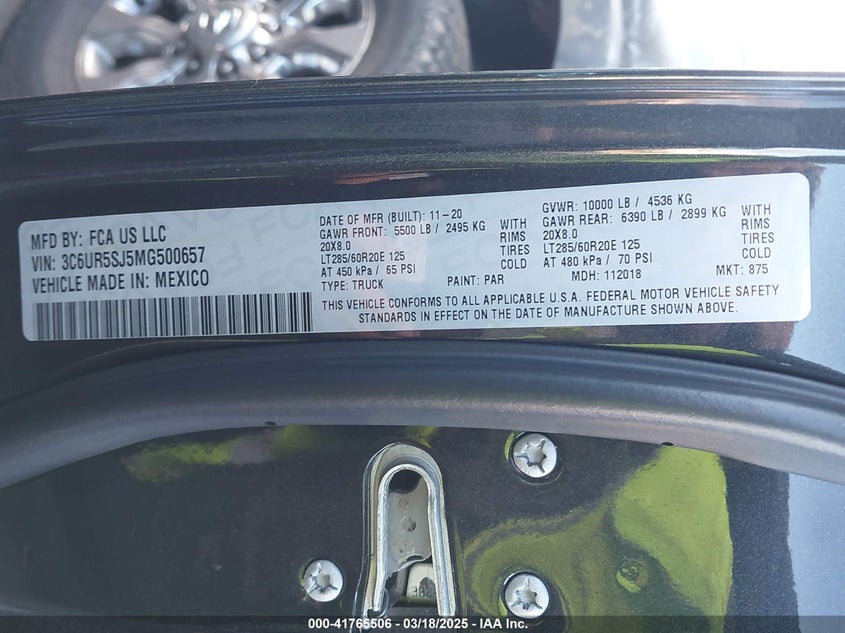 MFD BY: FCA US LLC
VIN: 3C6UR5SJ5MG500657
VEHICLE MADE IN: MEXICO
DATE OF MFR (BUILT): 11-20
GAWR FRONT: 5500 LB / 2495 KG WITH
20X8.0 RIMS
LT285/60R20E 125 TIRES
AT 450 kPa / 65 PSI COLD
TYPE: TRUCK PAINT: PAR
GVWR: 10000 LB / 4536 KG
GAWR REAR: 6390 LB / 2899 KG WITH
20X8.0 RIMS
LT285/60R20E 125 TIRES
AT 480 kPa / 70 PSI COLD
MDH: 112018 MKT: 875
THIS VEHICLE CONFORMS TO ALL APPLICABLE U.S.A. FEDERAL MOTOR VEHICLE SAFETY
STANDARDS IN EFFECT ON THE DATE OF MANUFACTURE SHOWN ABOVE.
000-41765506 - 03/18/2025 - IAA Inc.